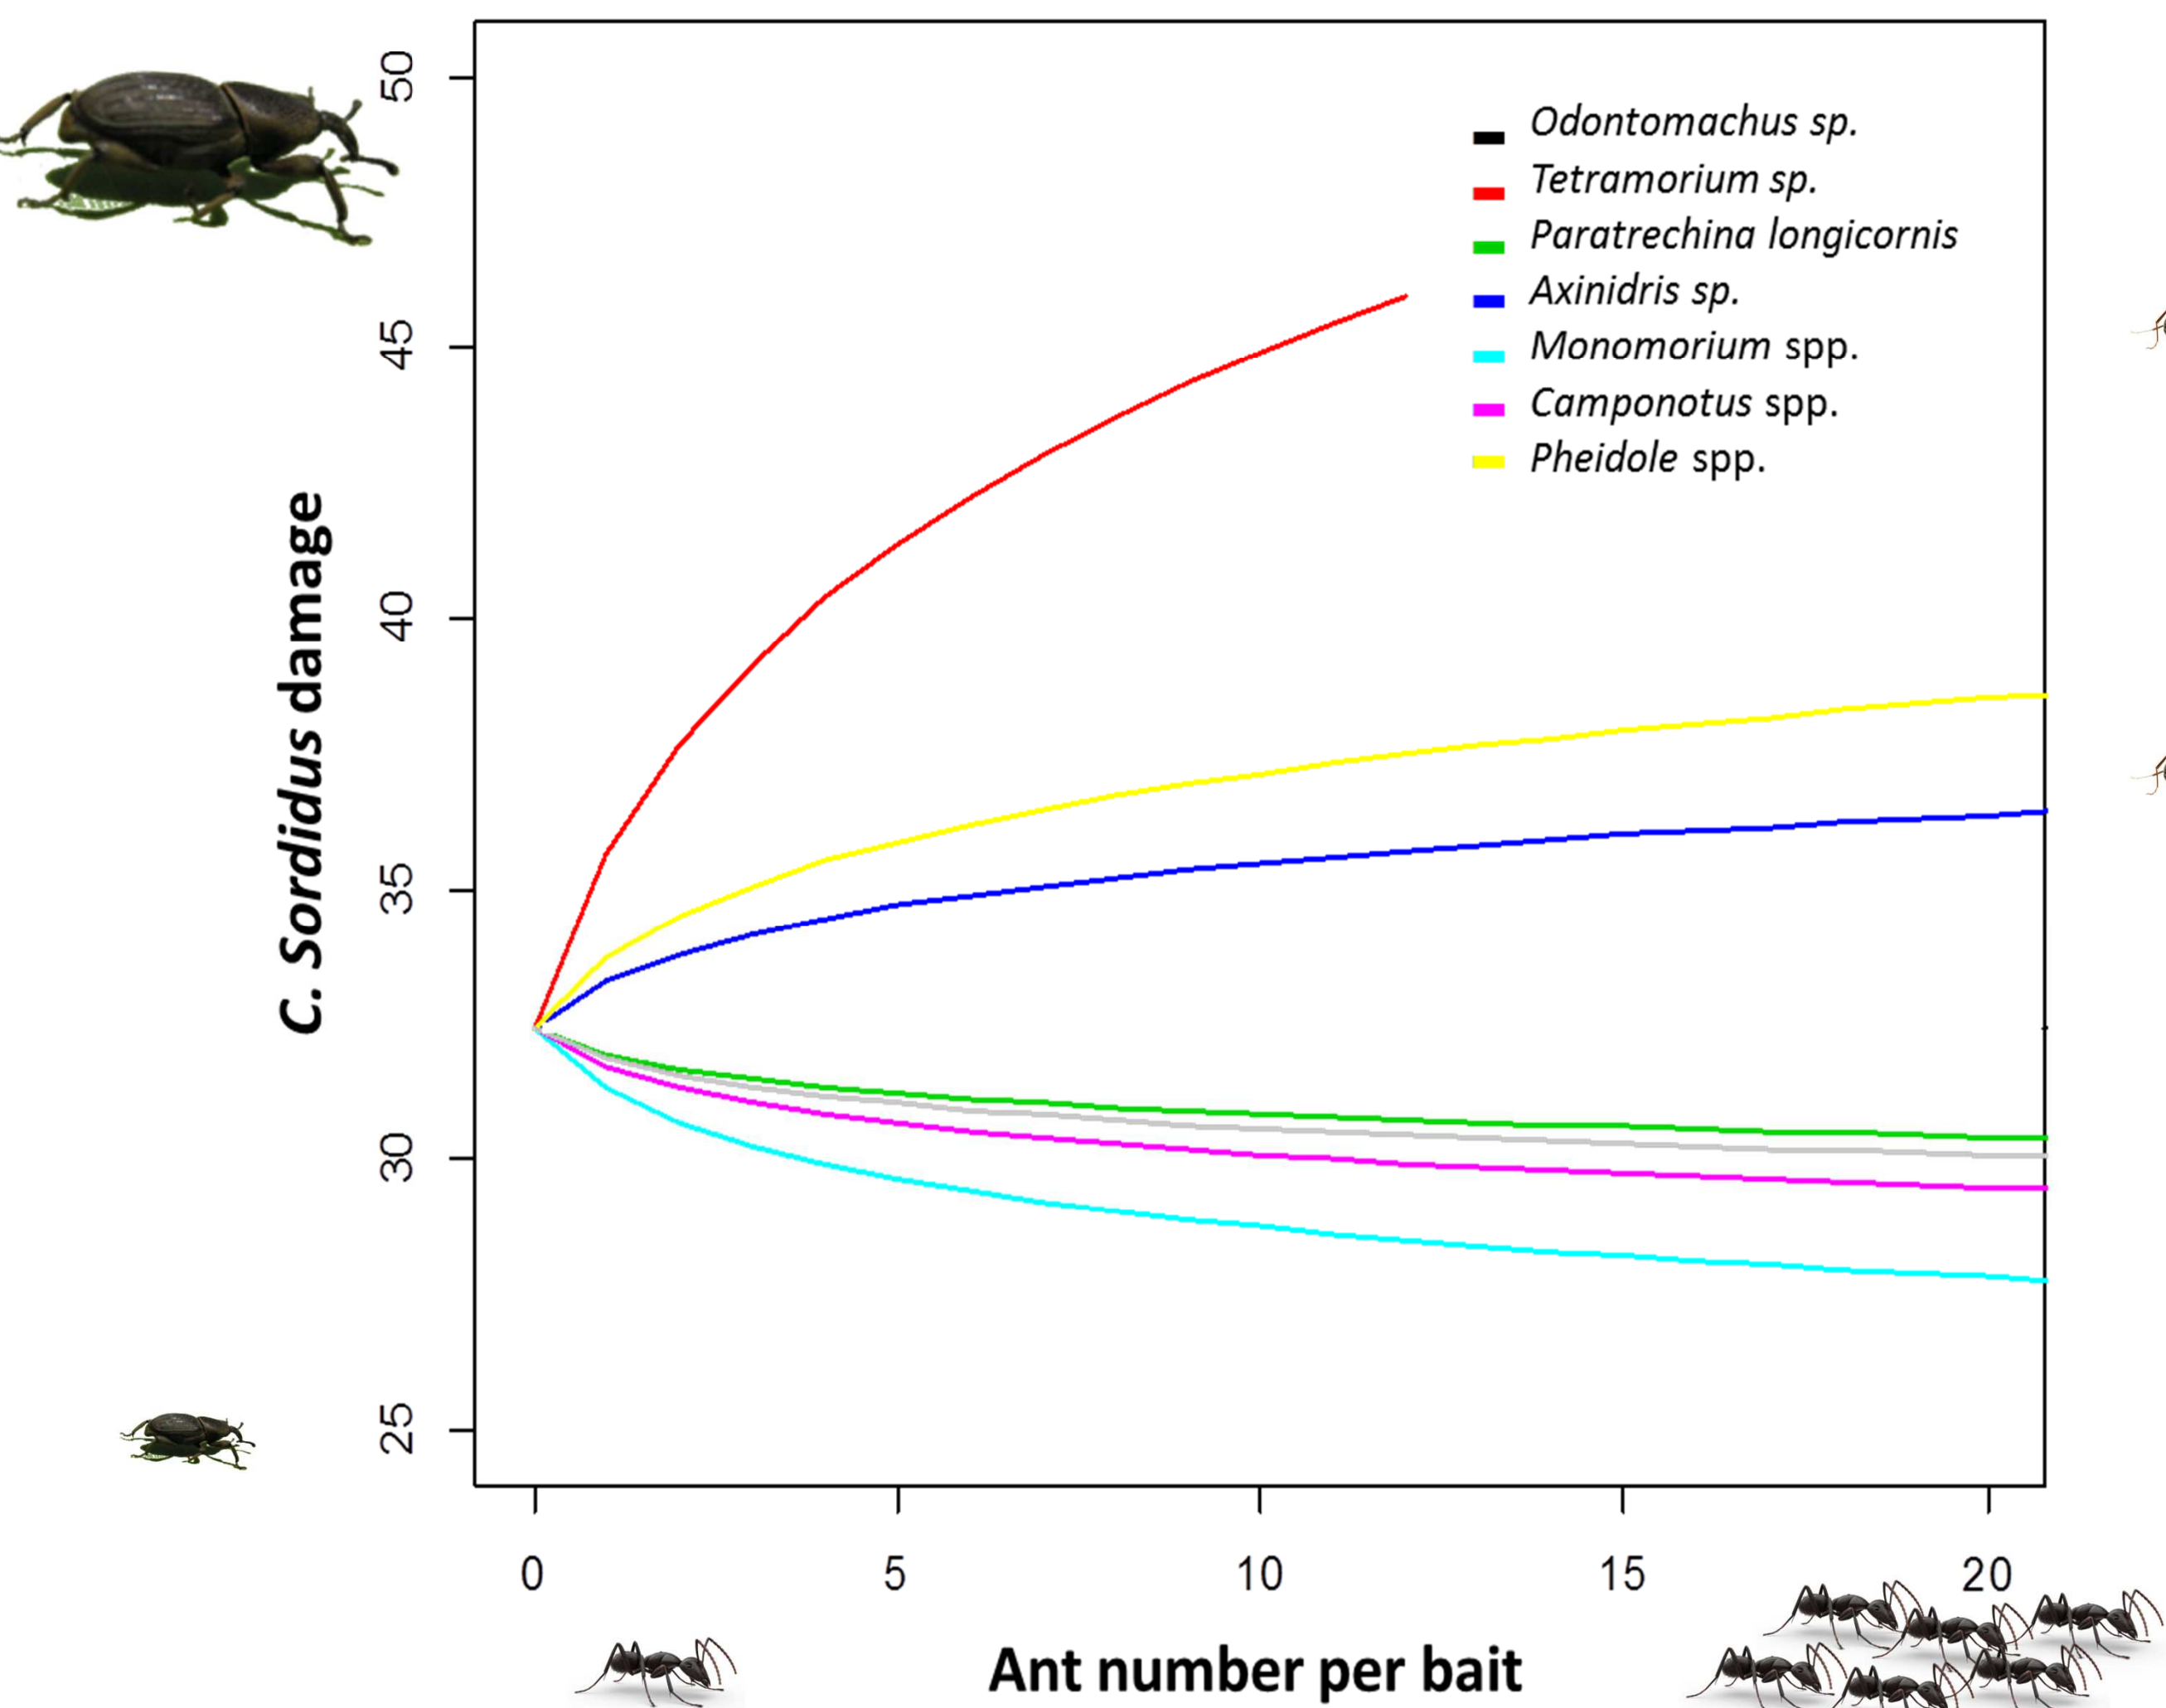 50
45
40
35
30
25
C. Sordidus damage
Odontomachus sp.
Tetramorium sp.
Paratrechina longicornis
Axinidris sp.
Monomorium spp.
Camponotus spp.
Pheidole spp.
0 5 10 15 20
Ant number per bait